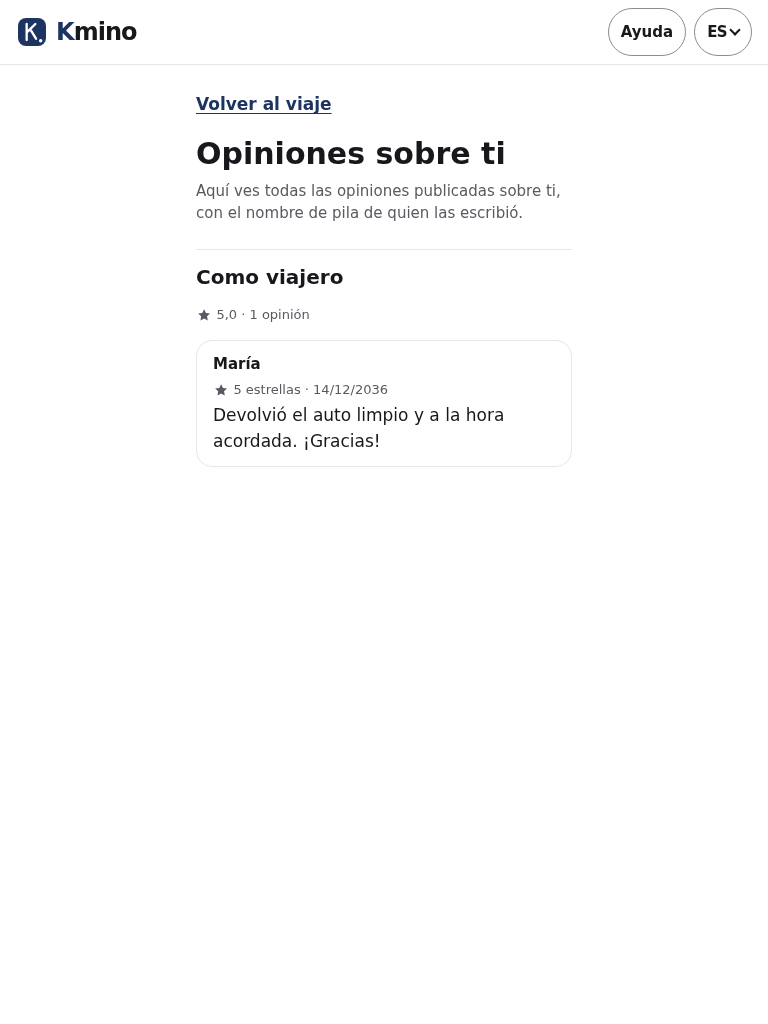 K. Kmino
Ayuda
ES
Volver al viaje
Opiniones sobre ti
Aquí ves todas las opiniones publicadas sobre ti,
con el nombre de pila de quien las escribió.
Como viajero
5,0 · 1 opinión
María
5 estrellas · 14/12/2036
Devolvió el auto limpio y a la hora
acordada. ¡Gracias!